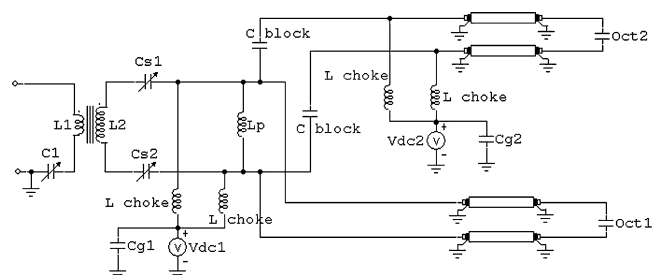 C block
Oct2
Cs1
L choke
L1
L2
Lp
C block
L choke
Vdc2
+
V
-
Cg2
C1
Cs2
L choke
L choke
Oct1
Cg1
+
V
-
Vdc1